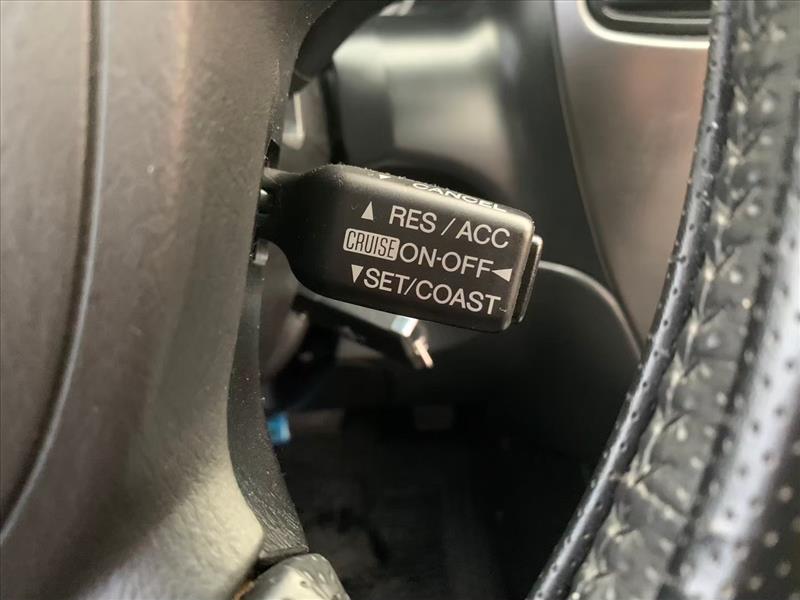 CANCEL
RES/ACC
CRUISE ON-OFF
SET/COAST